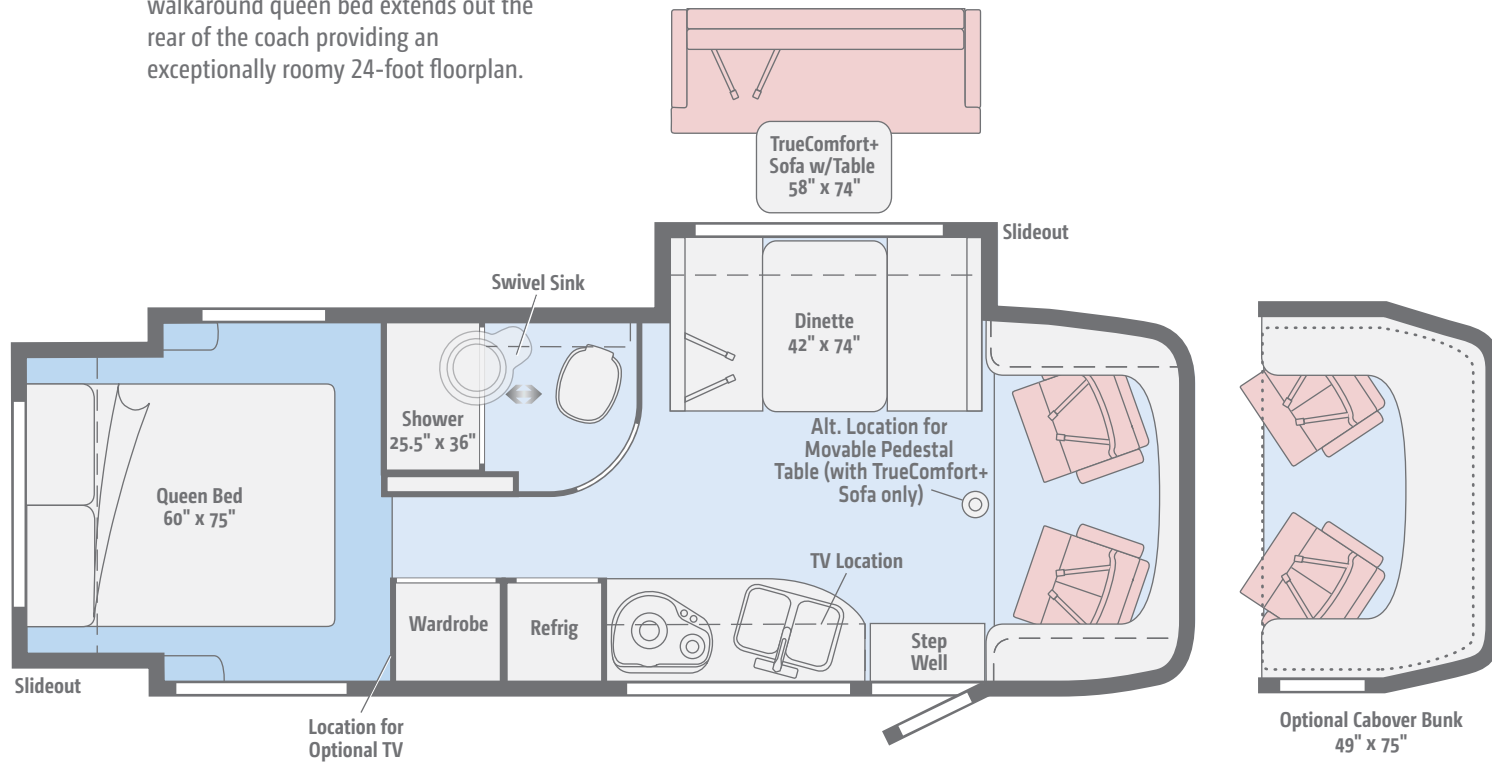 walkaround queen bed extends out the
rear of the coach providing an
exceptionally roomy 24-foot floorplan.
TrueComfort+
Sofa w/Table
58" x 74"
Slideout
Swivel Sink
Dinette
42" x 74"
Shower
25.5" x 36"
Alt. Location for
Movable Pedestal
Table (with TrueComfort+
Sofa only)
Queen Bed
60" x 75"
TV Location
Wardrobe
Refrig
Step
Well
Slideout
Location for
Optional TV
Optional Cabover Bunk
49" x 75"